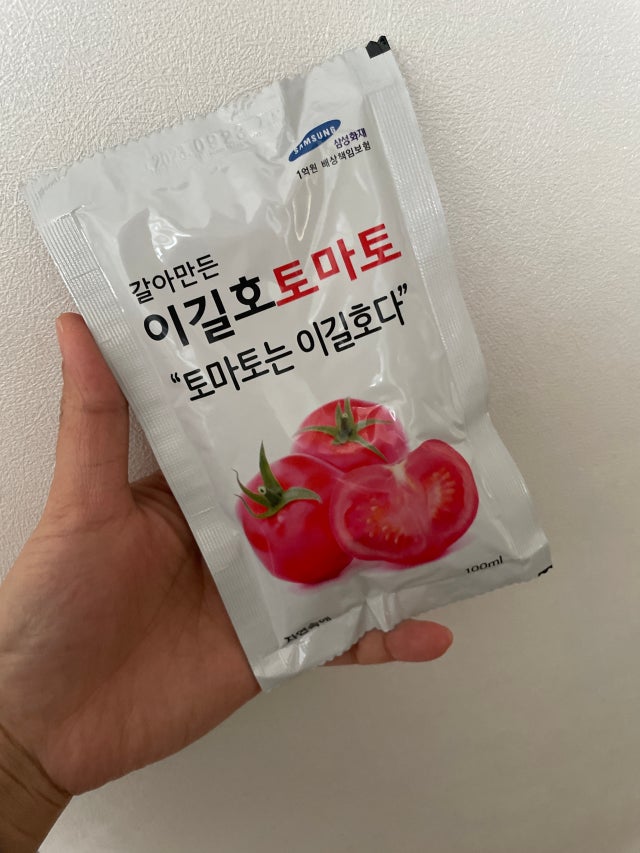 SAMSUNG 삼성화재
1억원 배상책임보험
갈아만든
이길호토마토
“토마토는 이길호다”
100ml